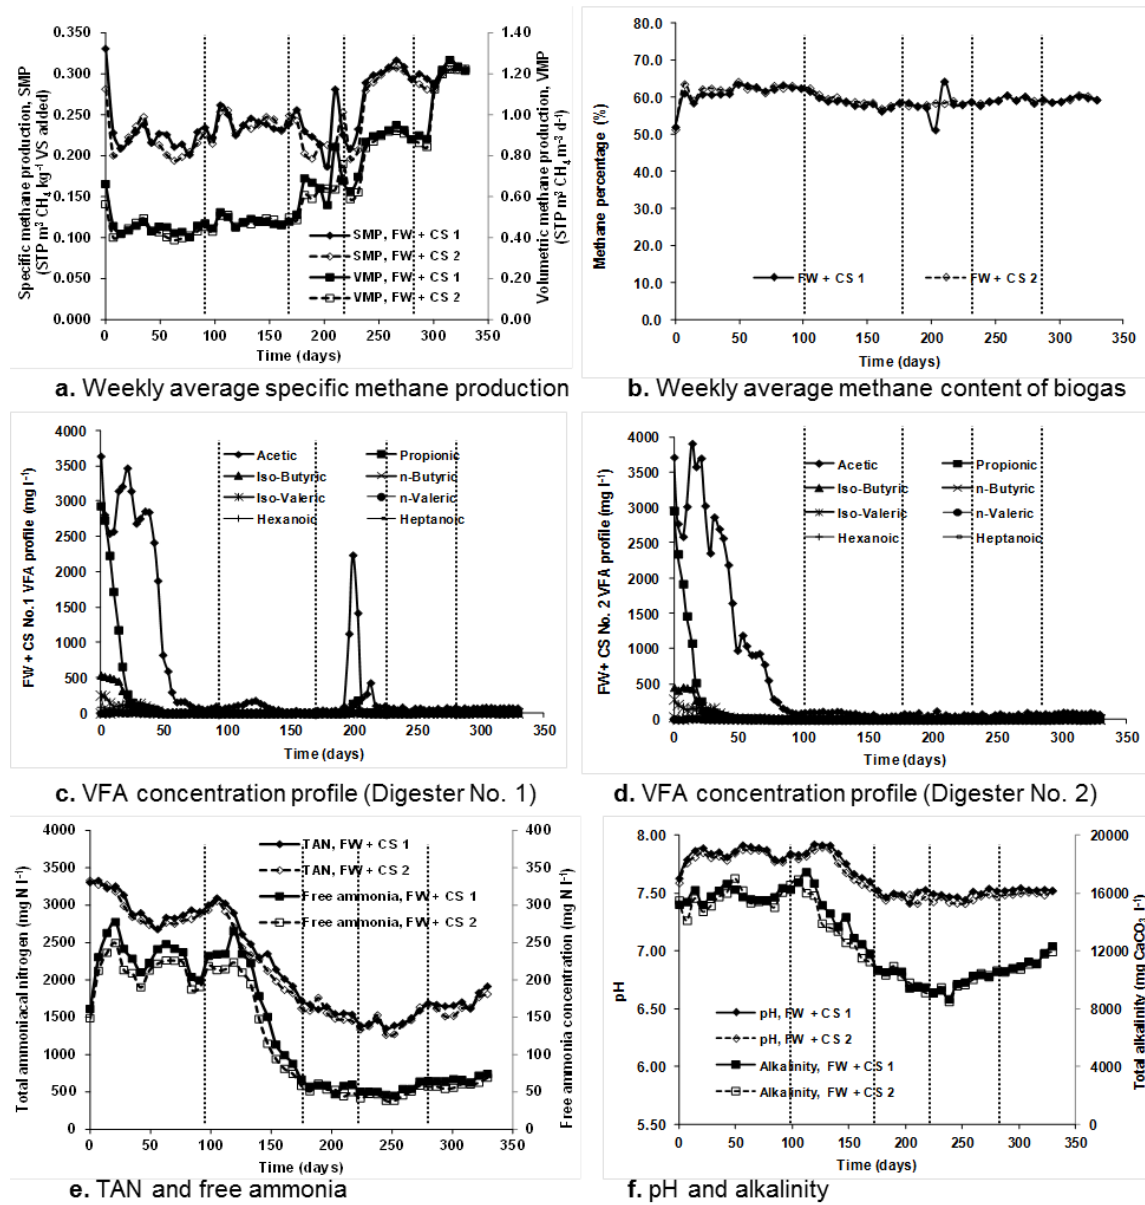 Specific methane production, SMP
(STP m³ CH₄ kg⁻¹ VS added)
0.350
0.300
0.250
0.200
0.150
0.100
0.050
0.000
1.40
1.20
1.00
0.80
0.60
0.40
0.20
0.00
Volumetric methane production, VMP
(STP m³ CH₄ m⁻³ d⁻¹)
SMP, FW + CS 1
SMP, FW + CS 2
VMP, FW + CS 1
VMP, FW + CS 2
0 50 100 150 200 250 300 350
Time (days)
a. Weekly average specific methane production
Methane percentage (%)
80.0
70.0
60.0
50.0
40.0
30.0
20.0
10.0
0.0
FW + CS 1 FW + CS 2
0 50 100 150 200 250 300 350
Time (days)
b. Weekly average methane content of biogas
FW + CS No.1 VFA profile (mg l⁻¹)
4000
3500
3000
2500
2000
1500
1000
500
0
Acetic Propionic
Iso-Butyric n-Butyric
Iso-Valeric n-Valeric
Hexanoic Heptanoic
0 50 100 150 200 250 300 350
Time (days)
c. VFA concentration profile (Digester No. 1)
FW+ CS No. 2 VFA profile (mg l⁻¹)
4000
3500
3000
2500
2000
1500
1000
500
0
Acetic Propionic
Iso-Butyric n-Butyric
Iso-Valeric n-Valeric
Hexanoic Heptanoic
0 50 100 150 200 250 300 350
Time (days)
d. VFA concentration profile (Digester No. 2)
Total ammoniacal nitrogen (mg N l⁻¹)
4000
3500
3000
2500
2000
1500
1000
500
0
400
350
300
250
200
150
100
50
0
Free ammonia concentration (mg N l⁻¹)
TAN, FW + CS 1
TAN, FW + CS 2
Free ammonia, FW + CS 1
Free ammonia, FW + CS 2
0 50 100 150 200 250 300 350
Time (days)
e. TAN and free ammonia
pH
8.00
7.50
7.00
6.50
6.00
5.50
20000
16000
12000
8000
4000
0
Total alkalinity (mg CaCO₃ l⁻¹)
pH, FW + CS 1
pH, FW + CS 2
Alkalinity, FW + CS 1
Alkalinity, FW + CS 2
0 50 100 150 200 250 300 350
Time (days)
f. pH and alkalinity